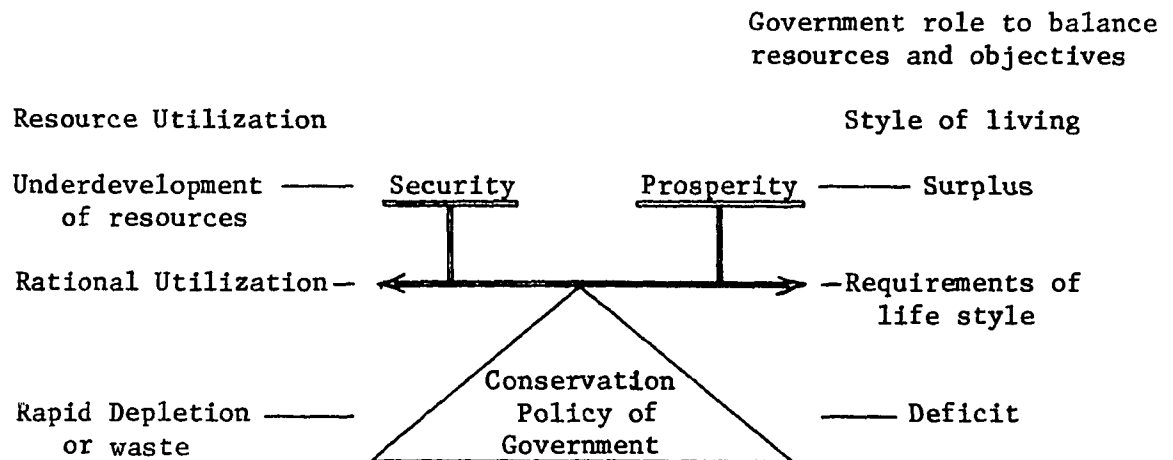 Government role to balance
resources and objectives
Resource Utilization
Style of living
Underdevelopment
of resources
Security
Prosperity
Surplus
Rational Utilization
Requirements of
life style
Conservation
Policy of
Government
Rapid Depletion
or waste
Deficit